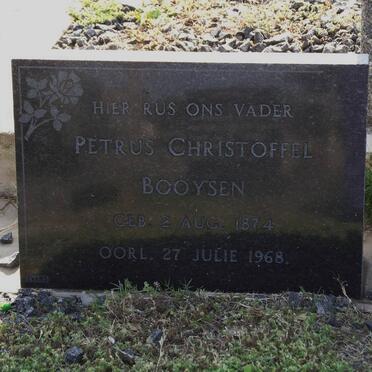 HIER RUS ONS VADER
PETRUS CHRISTOFFEL
BOOYSEN
GEB. 2 AUG. 1874
OORL. 27 JULIE 1968.